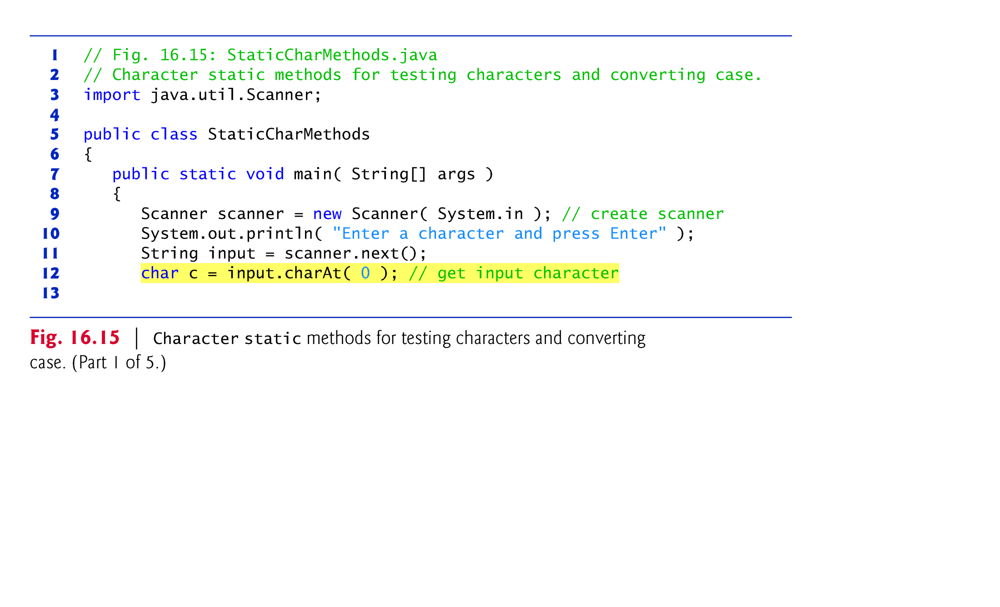 1 // Fig. 16.15: StaticCharMethods.java
2 // Character static methods for testing characters and converting case.
3 import java.util.Scanner;
4
5 public class StaticCharMethods
6 {
7 public static void main( String[] args )
8 {
9 Scanner scanner = new Scanner( System.in ); // create scanner
10 System.out.println( "Enter a character and press Enter" );
11 String input = scanner.next();
12 char c = input.charAt( 0 ); // get input character
13
Fig. 16.15 | Character static methods for testing characters and converting
case. (Part 1 of 5.)